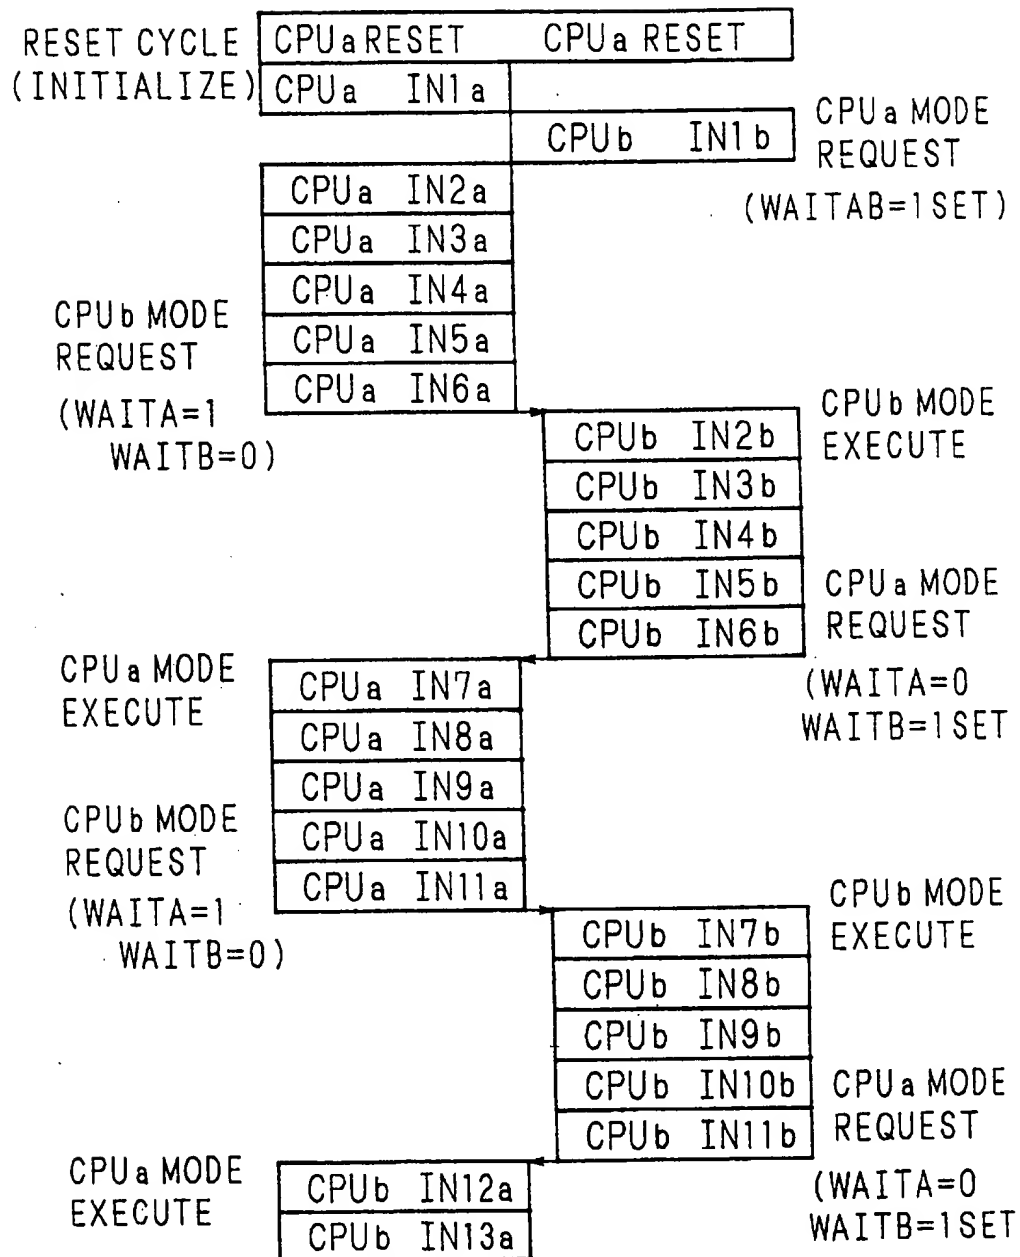 RESET CYCLE
(INITIALIZE)
CPUa RESET CPUa RESET
CPUa IN1a
CPUb IN1b
CPUa MODE
REQUEST
(WAITAB=1SET)
CPUa IN2a
CPUa IN3a
CPUa IN4a
CPUa IN5a
CPUa IN6a
CPUb MODE
REQUEST
(WAITA=1
WAITB=0)
CPUb IN2b
CPUb IN3b
CPUb IN4b
CPUb IN5b
CPUb IN6b
CPUb MODE
EXECUTE
CPUa MODE
REQUEST
(WAITA=0
WAITB=1SET
CPUa MODE
EXECUTE
CPUa IN7a
CPUa IN8a
CPUa IN9a
CPUa IN10a
CPUa IN11a
CPUb MODE
REQUEST
(WAITA=1
WAITB=0)
CPUb IN7b
CPUb IN8b
CPUb IN9b
CPUb IN10b
CPUb IN11b
CPUb MODE
EXECUTE
CPUa MODE
REQUEST
(WAITA=0
WAITB=1SET
CPUa MODE
EXECUTE
CPUb IN12a
CPUb IN13a